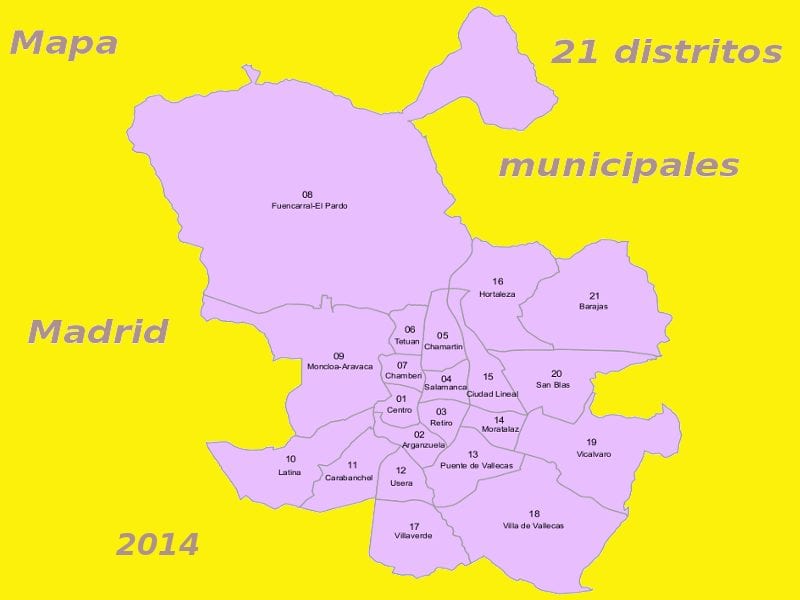 Mapa
21 distritos
municipales
08
Fuencarral-El Pardo
16
Hortaleza
21
Barajas
Madrid
06
Tetuan
05
Chamartin
09
Moncloa-Aravaca
07
Chamberi
04
Salamanca
15
Ciudad Lineal
20
San Blas
01
Centro
03
Retiro
14
Moratalaz
02
Arganzuela
19
Vicalvaro
10
Latina
11
Carabanchel
12
Usera
13
Puente de Vallecas
18
Villa de Vallecas
17
Villaverde
2014